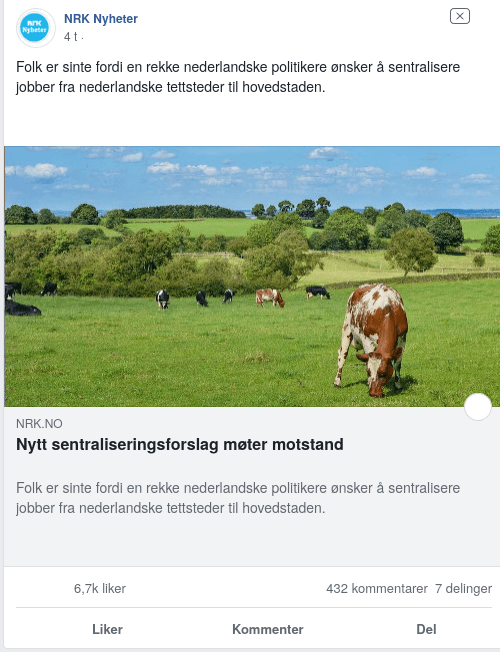 NRK
Nyheter
NRK Nyheter
4 t ·
Folk er sinte fordi en rekke nederlandske politikere ønsker å sentralisere
jobber fra nederlandske tettsteder til hovedstaden.
NRK.NO
Nytt sentraliseringsforslag møter motstand
Folk er sinte fordi en rekke nederlandske politikere ønsker å sentralisere
jobber fra nederlandske tettsteder til hovedstaden.
6,7k liker 432 kommentarer 7 delinger
Liker Kommenter Del